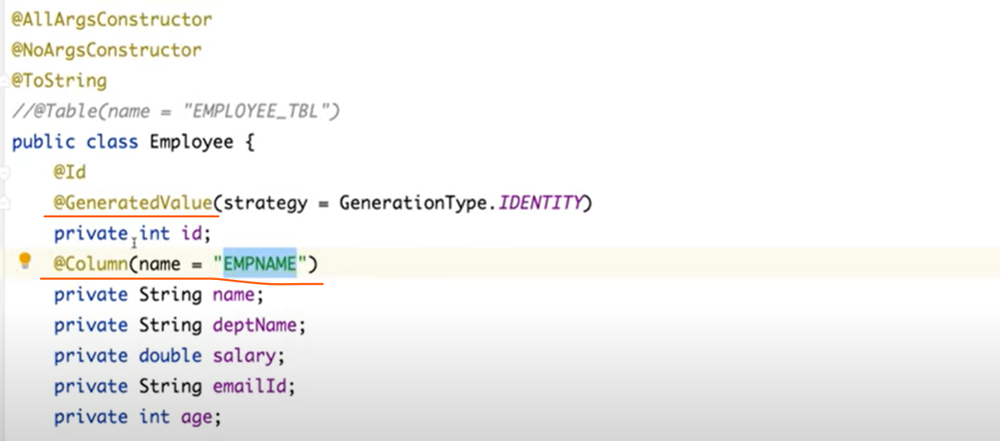 @AllArgsConstructor
@NoArgsConstructor
@ToString
//@Table(name = "EMPLOYEE_TBL")
public class Employee {
@Id
@GeneratedValue(strategy = GenerationType.IDENTITY)
private int id;
@Column(name = "EMPNAME")
private String name;
private String deptName;
private double salary;
private String emailId;
private int age;